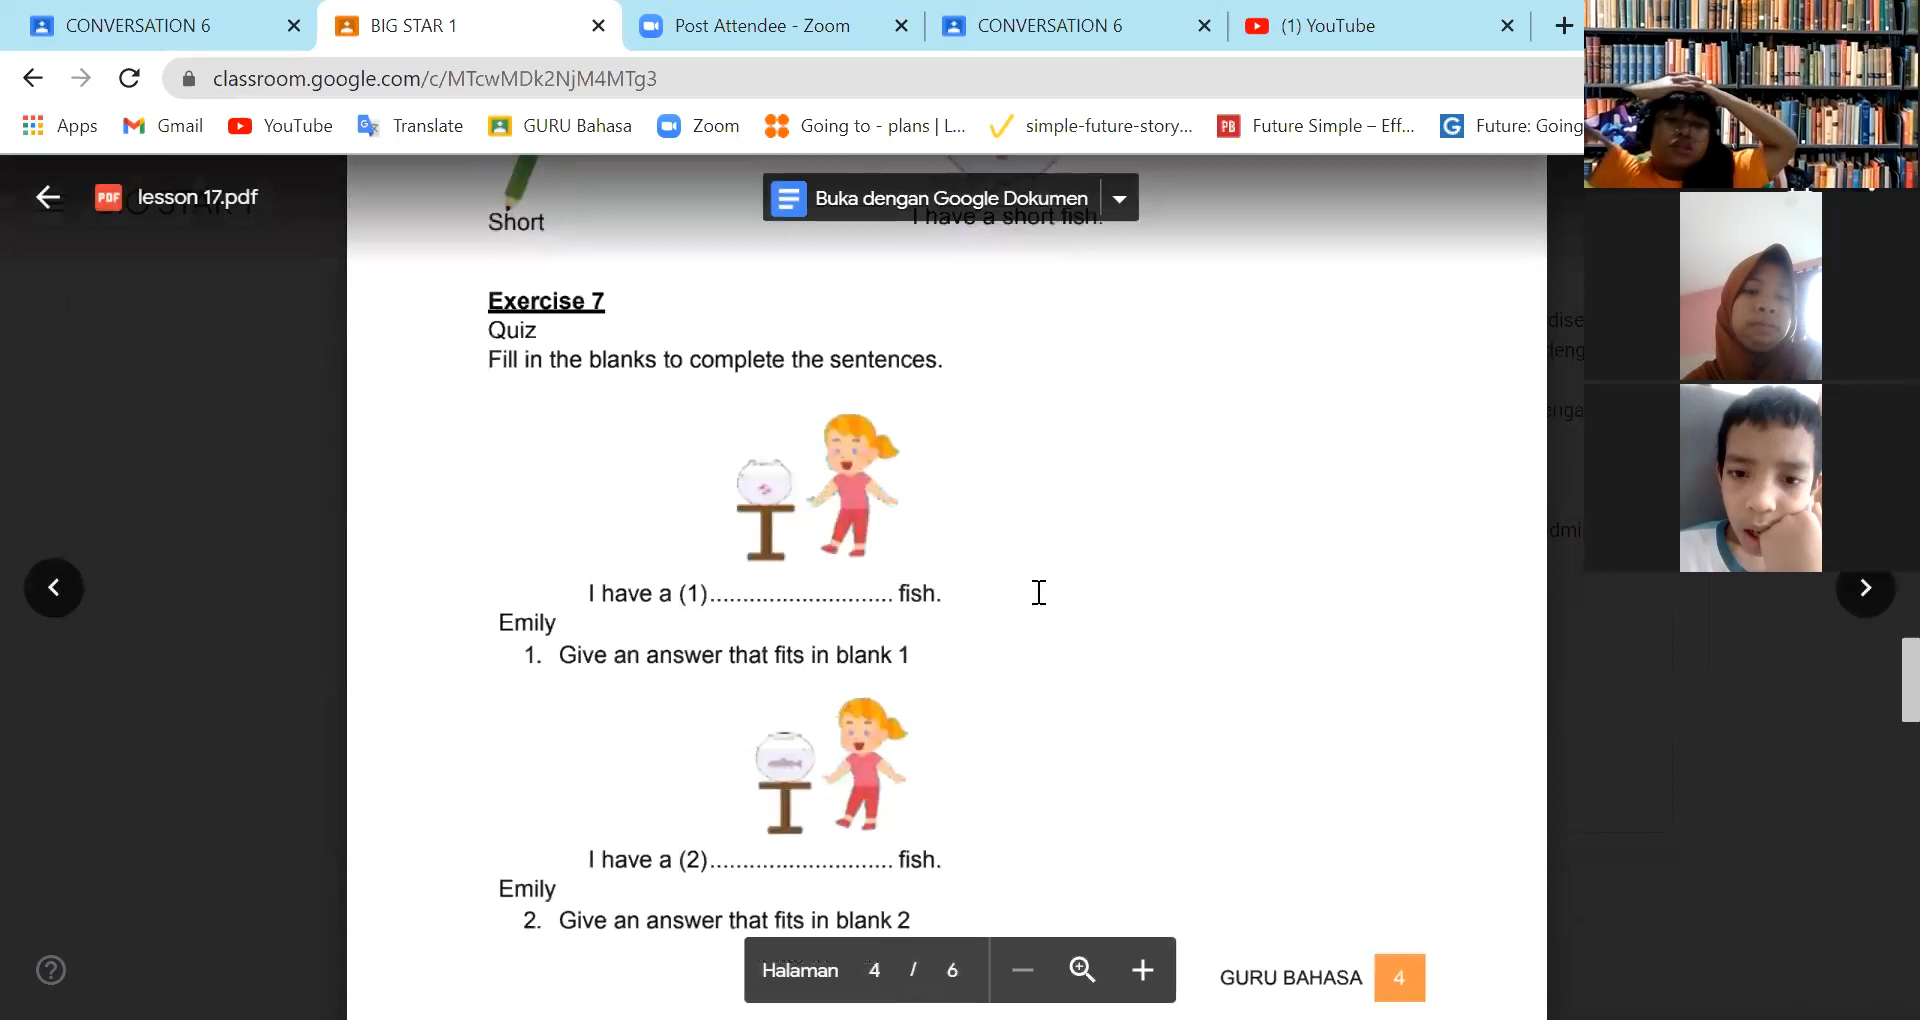 CONVERSATION 6
BIG STAR 1
Post Attendee - Zoom
CONVERSATION 6
(1) YouTube
classroom.google.com/c/MTcwMDk2NjM4MTg3
Apps
Gmail
YouTube
Translate
GURU Bahasa
Zoom
Going to - plans | L...
simple-future-story...
PB
Future Simple – Eff...
Future: Going
PDF
lesson 17.pdf
Buka dengan Google Dokumen
Short
I have a short fish.
Exercise 7
Quiz
Fill in the blanks to complete the sentences.
I have a (1)............................ fish.
Emily
1. Give an answer that fits in blank 1
I have a (2)............................ fish.
Emily
2. Give an answer that fits in blank 2
Halaman 4 / 6
GURU BAHASA 4